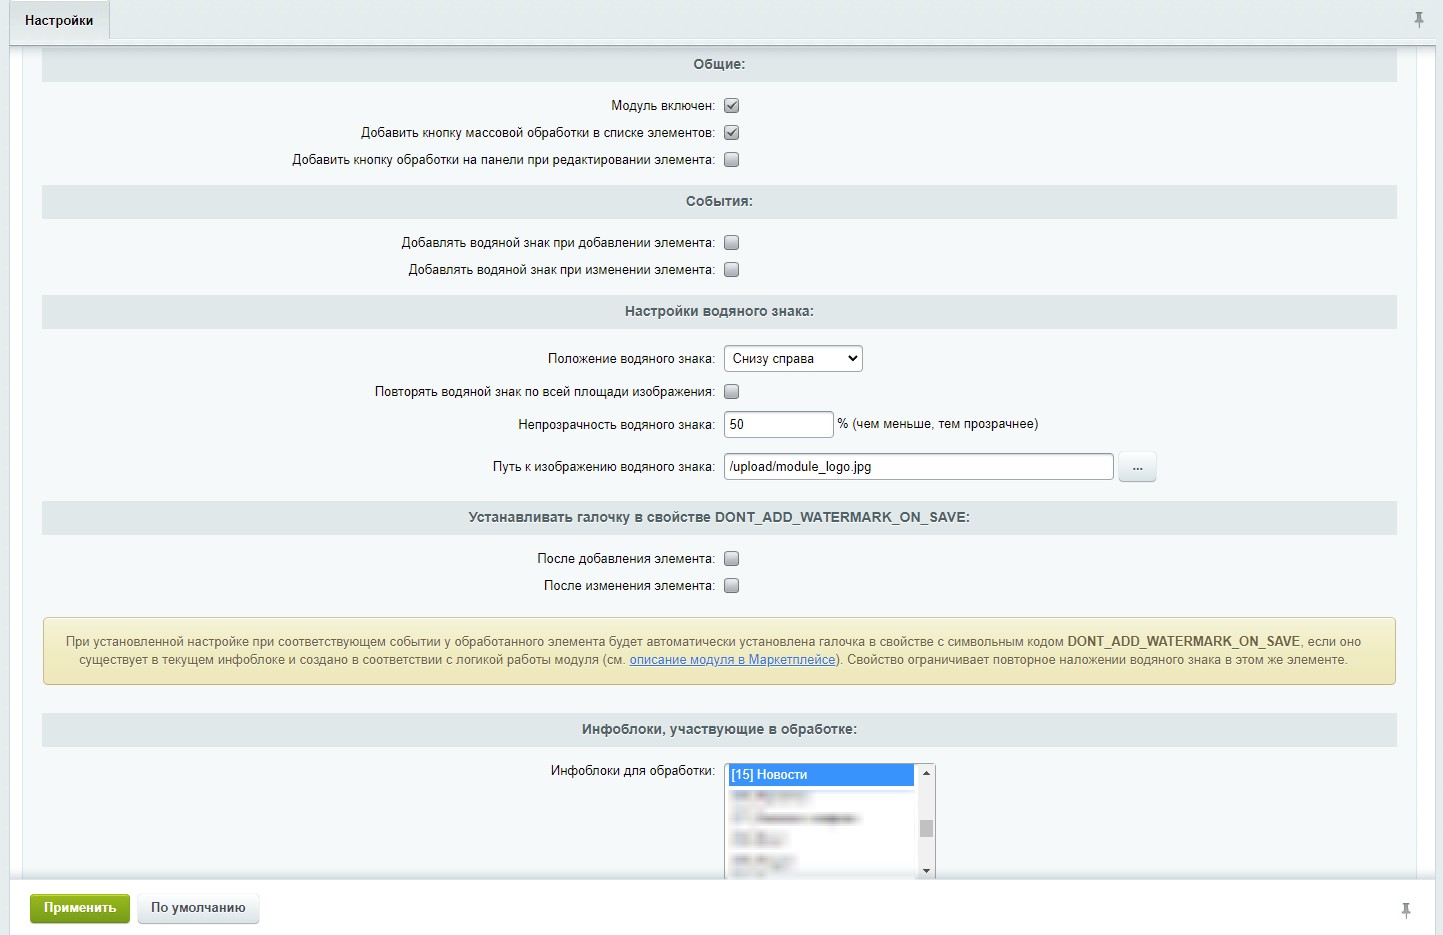 Настройки
Общие:
Модуль включен:
Добавить кнопку массовой обработки в списке элементов:
Добавить кнопку обработки на панели при редактировании элемента:
События:
Добавлять водяной знак при добавлении элемента:
Добавлять водяной знак при изменении элемента:
Настройки водяного знака:
Положение водяного знака: Снизу справа
Повторять водяной знак по всей площади изображения:
Непрозрачность водяного знака: 50 % (чем меньше, тем прозрачнее)
Путь к изображению водяного знака: /upload/module_logo.jpg ...
Устанавливать галочку в свойстве DONT_ADD_WATERMARK_ON_SAVE:
После добавления элемента:
После изменения элемента:
При установленной настройке при соответствующем событии у обработанного элемента будет автоматически установлена галочка в свойстве с символьным кодом DONT_ADD_WATERMARK_ON_SAVE, если оно
существует в текущем инфоблоке и создано в соответствии с логикой работы модуля (см. описание модуля в Маркетплейсе). Свойство ограничивает повторное наложении водяного знака в этом же элементе.
Инфоблоки, участвующие в обработке:
Инфоблоки для обработки: [15] Новости
Применить По умолчанию